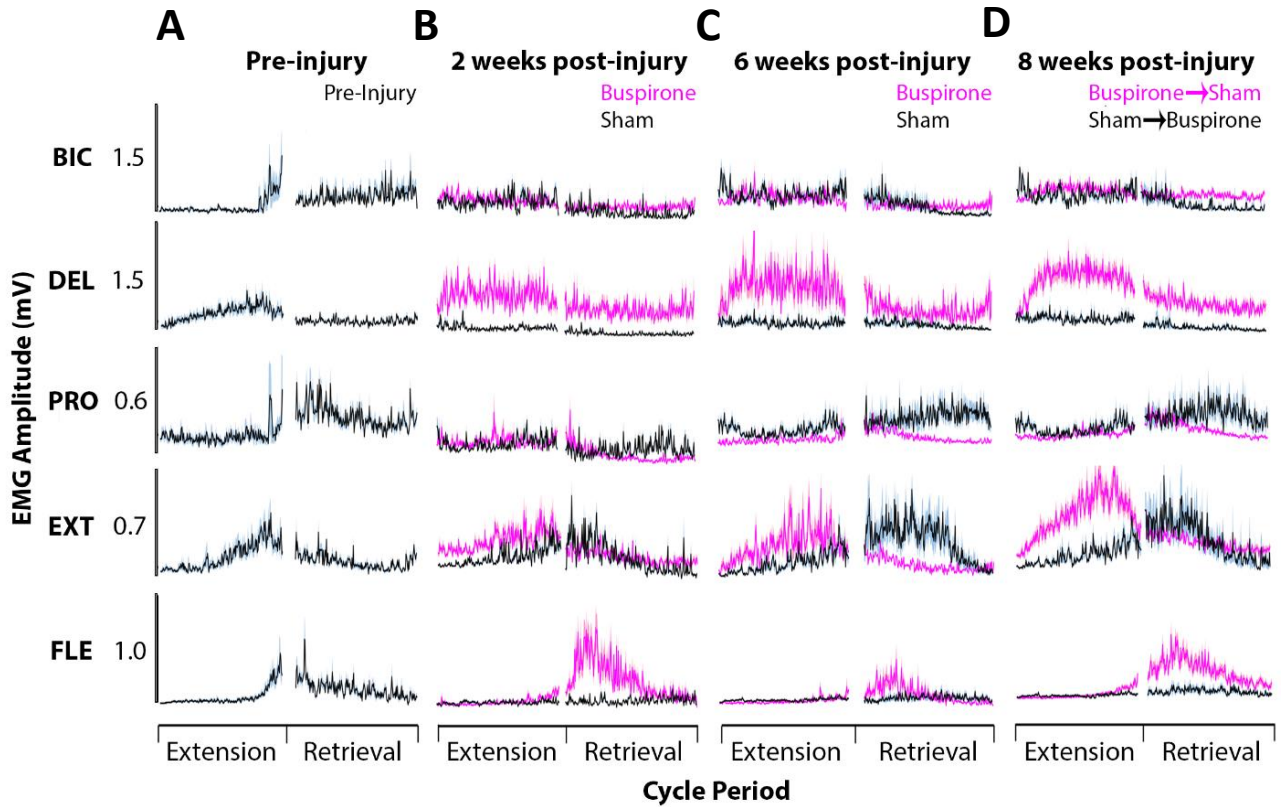 A B C D
Pre-injury 2 weeks post-injury 6 weeks post-injury 8 weeks post-injury
Pre-Injury Buspirone Buspirone Buspirone→Sham
Sham Sham Sham→Buspirone
BIC 1.5
DEL 1.5
PRO 0.6
EXT 0.7
FLE 1.0
EMG Amplitude (mV)
Extension Retrieval Extension Retrieval Extension Retrieval Extension Retrieval
Cycle Period